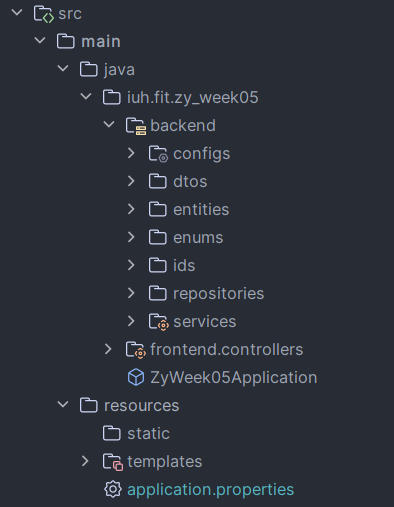 src
main
java
iuh.fit.zy_week05
backend
configs
dtos
entities
enums
ids
repositories
services
frontend.controllers
ZyWeek05Application
resources
static
templates
application.properties